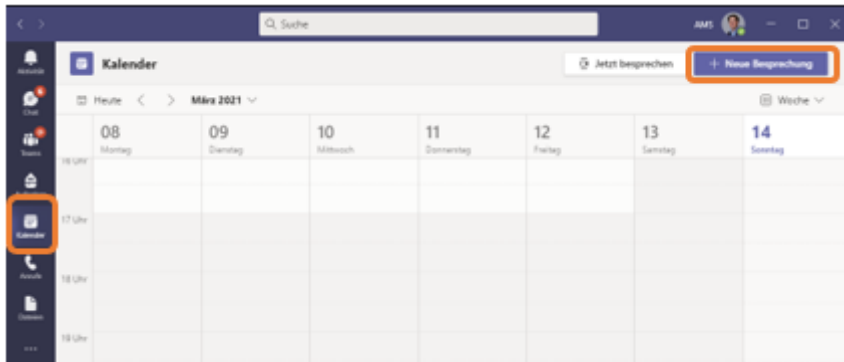 Suche
AMS
Aktivität
Kalender
Jetzt besprechen
+ Neue Besprechung
Chat
Heute
März 2021
Woche
Teams
08
Montag
09
Dienstag
10
Mittwoch
11
Donnerstag
12
Freitag
13
Samstag
14
Sonntag
16 Uhr
Kalender
17 Uhr
Anrufe
18 Uhr
Dateien
19 Uhr
...